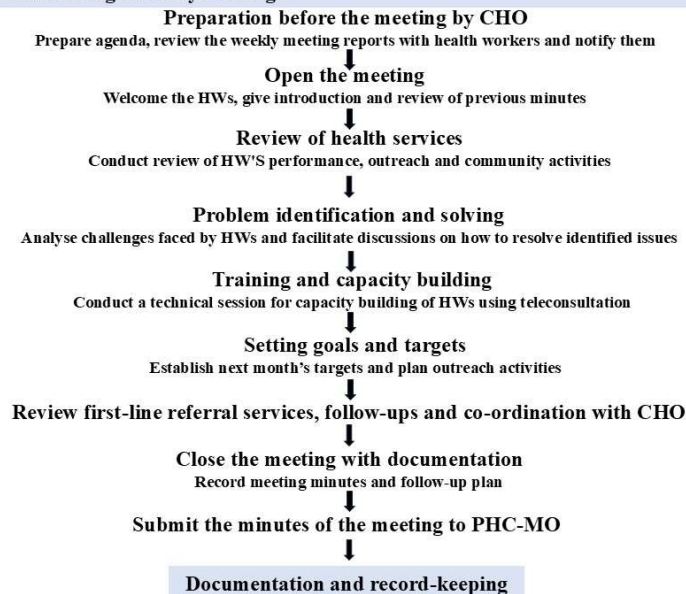 Preparation before the meeting by CHO
Prepare agenda, review the weekly meeting reports with health workers and notify them
Open the meeting
Welcome the HWs, give introduction and review of previous minutes
Review of health services
Conduct review of HW'S performance, outreach and community activities
Problem identification and solving
Analyse challenges faced by HWs and facilitate discussions on how to resolve identified issues
Training and capacity building
Conduct a technical session for capacity building of HWs using teleconsultation
Setting goals and targets
Establish next month's targets and plan outreach activities
Review first-line referral services, follow-ups and co-ordination with CHO
Close the meeting with documentation
Record meeting minutes and follow-up plan
Submit the minutes of the meeting to PHC-MO
Documentation and record-keeping